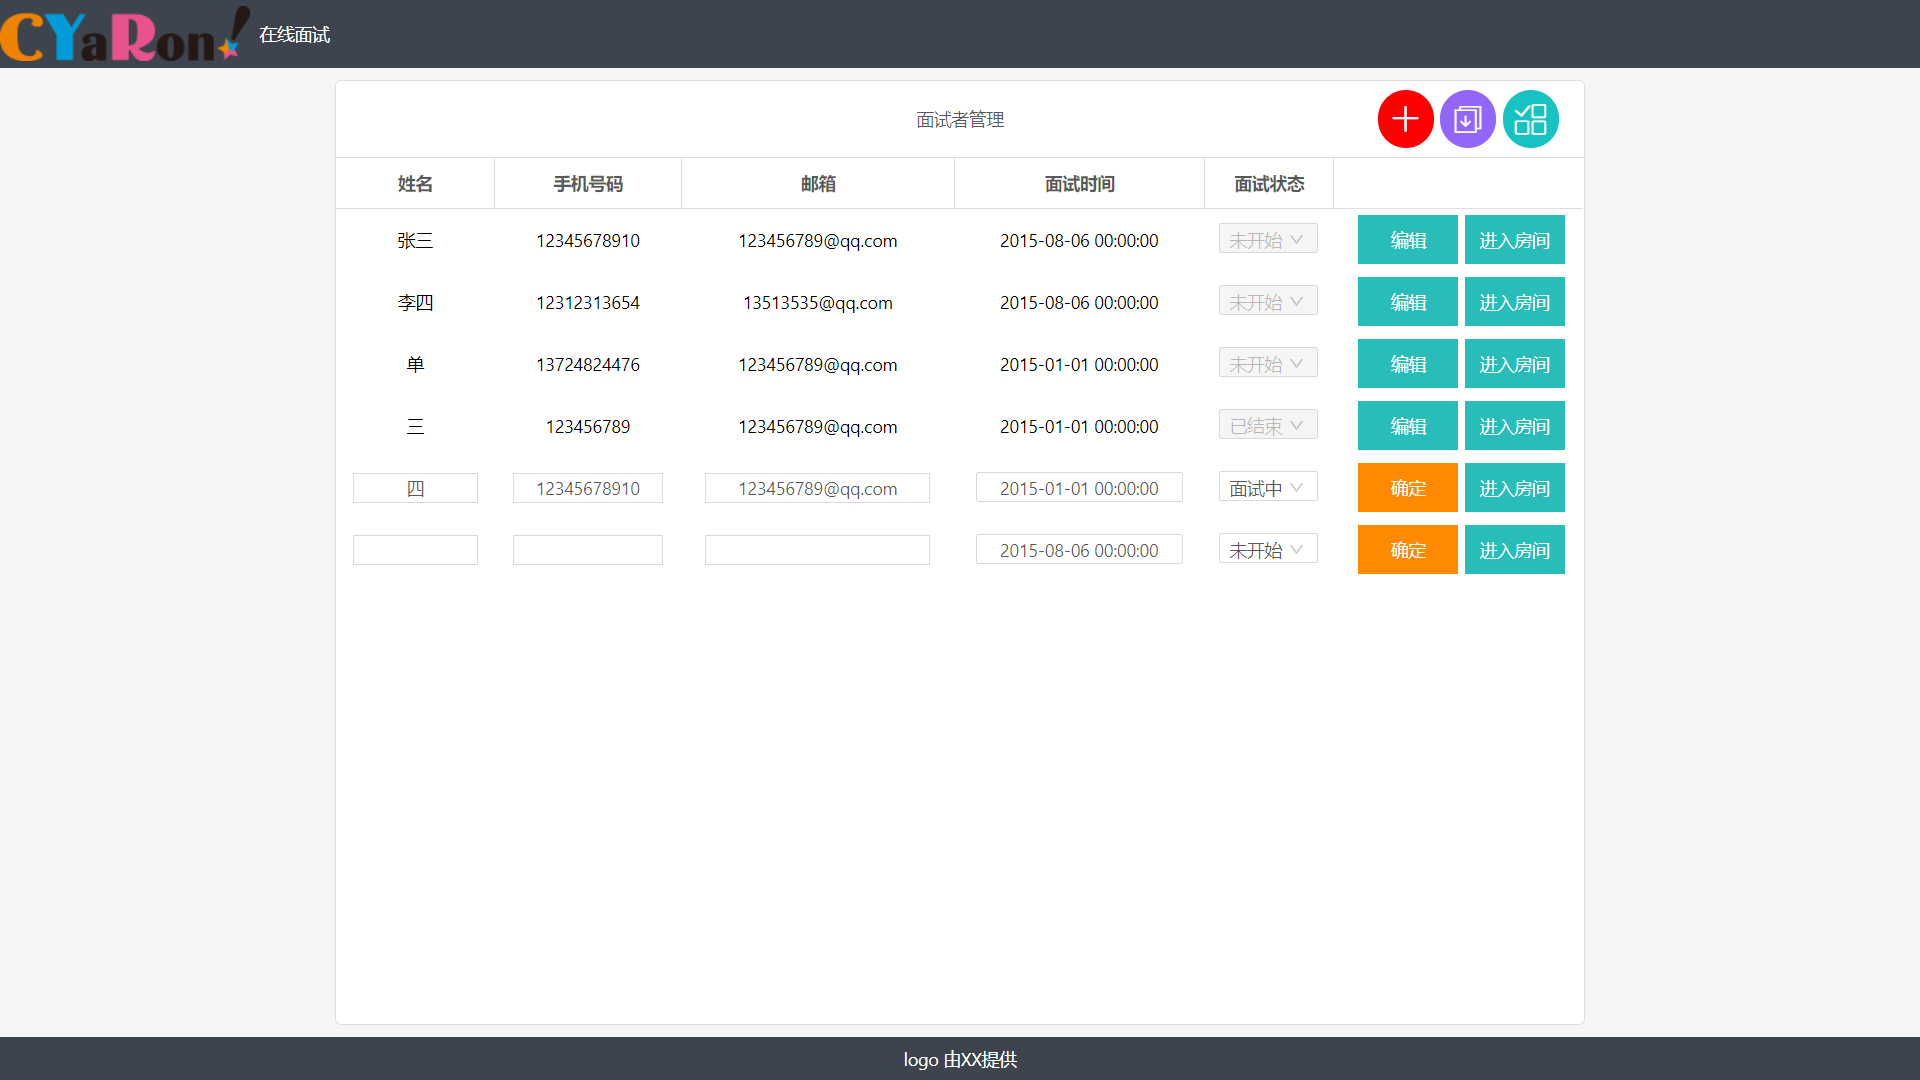 CYaRon! 在线面试
面试者管理
姓名 手机号码 邮箱 面试时间 面试状态
张三 12345678910 123456789@qq.com 2015-08-06 00:00:00 未开始 编辑 进入房间
李四 12312313654 13513535@qq.com 2015-08-06 00:00:00 未开始 编辑 进入房间
单 13724824476 123456789@qq.com 2015-01-01 00:00:00 未开始 编辑 进入房间
三 123456789 123456789@qq.com 2015-01-01 00:00:00 已结束 编辑 进入房间
四 12345678910 123456789@qq.com 2015-01-01 00:00:00 面试中 确定 进入房间
2015-08-06 00:00:00 未开始 确定 进入房间
logo 由XX提供